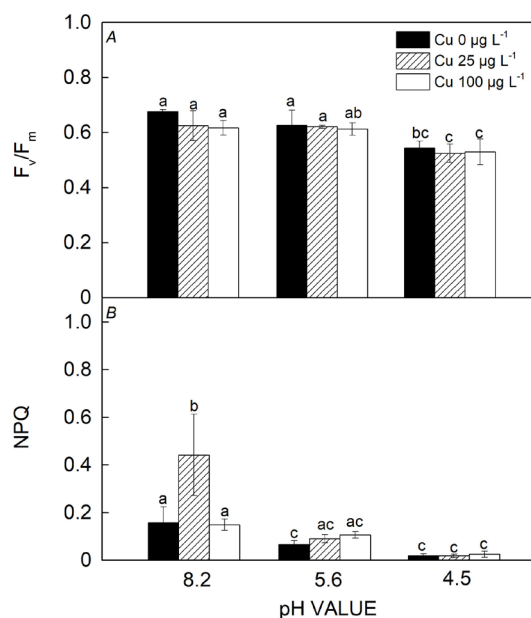 A
Cu 0 µg L⁻¹
Cu 25 µg L⁻¹
Cu 100 µg L⁻¹
1.0
0.8
0.6
0.4
0.2
0
Fv/Fm
a a a
a a ab
bc c c
B
1.0
0.8
0.6
0.4
0.2
0
NPQ
a b a
c ac ac
c c c
8.2 5.6 4.5
pH VALUE